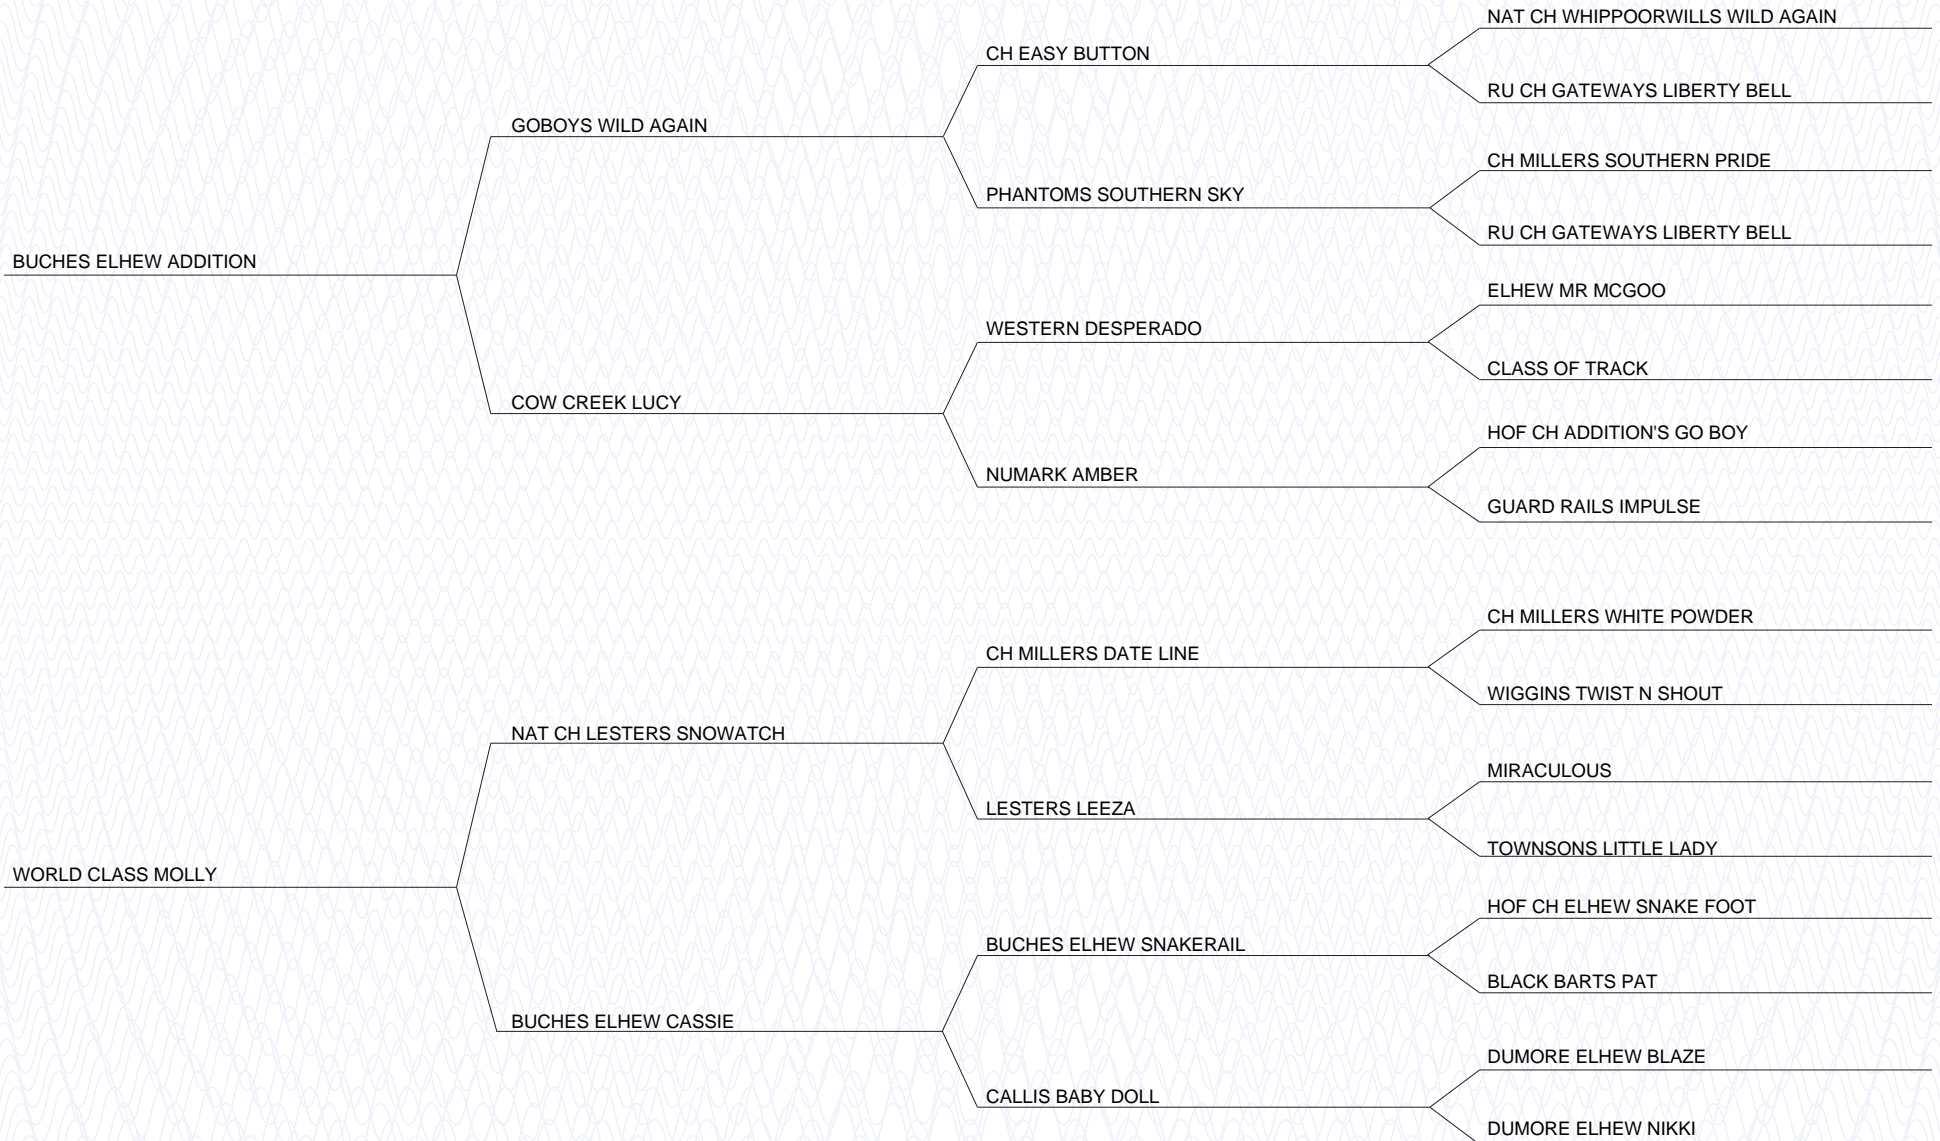 NAT CH WHIPPOORWILLS WILD AGAIN
CH EASY BUTTON
RU CH GATEWAYS LIBERTY BELL
GOBOYS WILD AGAIN
CH MILLERS SOUTHERN PRIDE
PHANTOMS SOUTHERN SKY
RU CH GATEWAYS LIBERTY BELL
BUCHES ELHEW ADDITION
ELHEW MR MCGOO
WESTERN DESPERADO
CLASS OF TRACK
COW CREEK LUCY
HOF CH ADDITION'S GO BOY
NUMARK AMBER
GUARD RAILS IMPULSE
CH MILLERS WHITE POWDER
CH MILLERS DATE LINE
WIGGINS TWIST N SHOUT
NAT CH LESTERS SNOWATCH
MIRACULOUS
LESTERS LEEZA
TOWNSONS LITTLE LADY
WORLD CLASS MOLLY
HOF CH ELHEW SNAKE FOOT
BUCHES ELHEW SNAKERAIL
BLACK BARTS PAT
BUCHES ELHEW CASSIE
DUMORE ELHEW BLAZE
CALLIS BABY DOLL
DUMORE ELHEW NIKKI